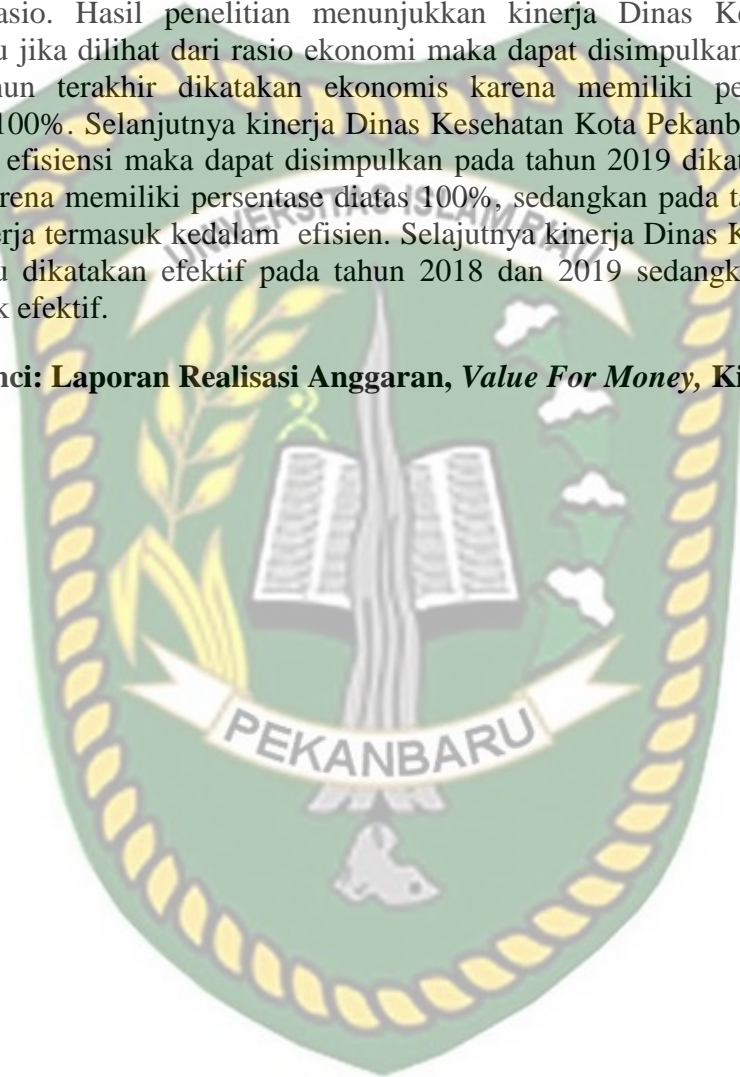 asio. Hasil penelitian menunjukkan kinerja Dinas Ke
u jika dilihat dari rasio ekonomi maka dapat disimpulkan
un terakhir dikatakan ekonomis karena memiliki pe
100%. Selanjutnya kinerja Dinas Kesehatan Kota Pekanb
efisiensi maka dapat disimpulkan pada tahun 2019 dikat
rena memiliki persentase diatas 100%, sedangkan pada ta
erja termasuk kedalam efisien. Selajutnya kinerja Dinas K
u dikatakan efektif pada tahun 2018 dan 2019 sedangk
k efektif.
nci: Laporan Realisasi Anggaran, Value For Money, Ki
UNIVERSITAS ISLAM RIAU
PEKANBARU